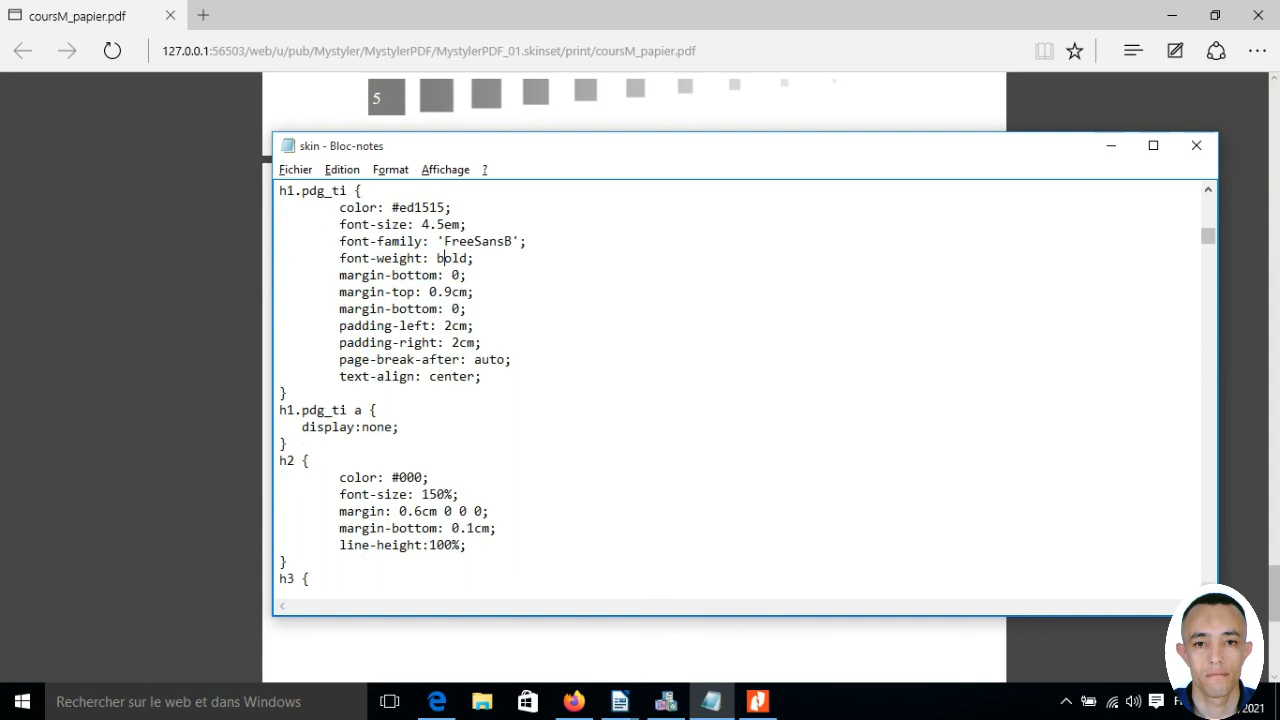 coursM_papier.pdf
127.0.0.1:56503/web/u/pub/Mystyler/MystylerPDF/MystylerPDF_01.skinset/print/coursM_papier.pdf
5
skin - Bloc-notes
Fichier Edition Format Affichage ?
h1.pdg_ti {
color: #ed1515;
font-size: 4.5em;
font-family: 'FreeSansB';
font-weight: bold;
margin-bottom: 0;
margin-top: 0.9cm;
margin-bottom: 0;
padding-left: 2cm;
padding-right: 2cm;
page-break-after: auto;
text-align: center;
}
h1.pdg_ti a {
display:none;
}
h2 {
color: #000;
font-size: 150%;
margin: 0.6cm 0 0 0;
margin-bottom: 0.1cm;
line-height:100%;
}
h3 {
Rechercher sur le web et dans Windows
2021